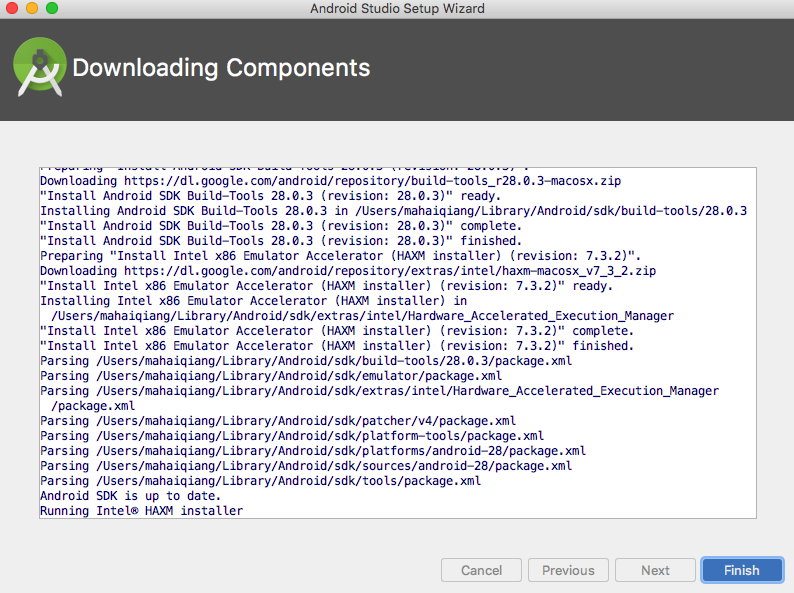 Android Studio Setup Wizard
Downloading Components
Preparing "Install Android SDK Build-Tools 28.0.3 (revision: 28.0.3)".
Downloading https://dl.google.com/android/repository/build-tools_r28.0.3-macosx.zip
"Install Android SDK Build-Tools 28.0.3 (revision: 28.0.3)" ready.
Installing Android SDK Build-Tools 28.0.3 in /Users/mahaiqiang/Library/Android/sdk/build-tools/28.0.3
"Install Android SDK Build-Tools 28.0.3 (revision: 28.0.3)" complete.
"Install Android SDK Build-Tools 28.0.3 (revision: 28.0.3)" finished.
Preparing "Install Intel x86 Emulator Accelerator (HAXM installer) (revision: 7.3.2)".
Downloading https://dl.google.com/android/repository/extras/intel/haxm-macosx_v7_3_2.zip
"Install Intel x86 Emulator Accelerator (HAXM installer) (revision: 7.3.2)" ready.
Installing Intel x86 Emulator Accelerator (HAXM installer) in
/Users/mahaiqiang/Library/Android/sdk/extras/intel/Hardware_Accelerated_Execution_Manager
"Install Intel x86 Emulator Accelerator (HAXM installer) (revision: 7.3.2)" complete.
"Install Intel x86 Emulator Accelerator (HAXM installer) (revision: 7.3.2)" finished.
Parsing /Users/mahaiqiang/Library/Android/sdk/build-tools/28.0.3/package.xml
Parsing /Users/mahaiqiang/Library/Android/sdk/emulator/package.xml
Parsing /Users/mahaiqiang/Library/Android/sdk/extras/intel/Hardware_Accelerated_Execution_Manager
/package.xml
Parsing /Users/mahaiqiang/Library/Android/sdk/patcher/v4/package.xml
Parsing /Users/mahaiqiang/Library/Android/sdk/platform-tools/package.xml
Parsing /Users/mahaiqiang/Library/Android/sdk/platforms/android-28/package.xml
Parsing /Users/mahaiqiang/Library/Android/sdk/sources/android-28/package.xml
Parsing /Users/mahaiqiang/Library/Android/sdk/tools/package.xml
Android SDK is up to date.
Running Intel® HAXM installer
Cancel Previous Next Finish